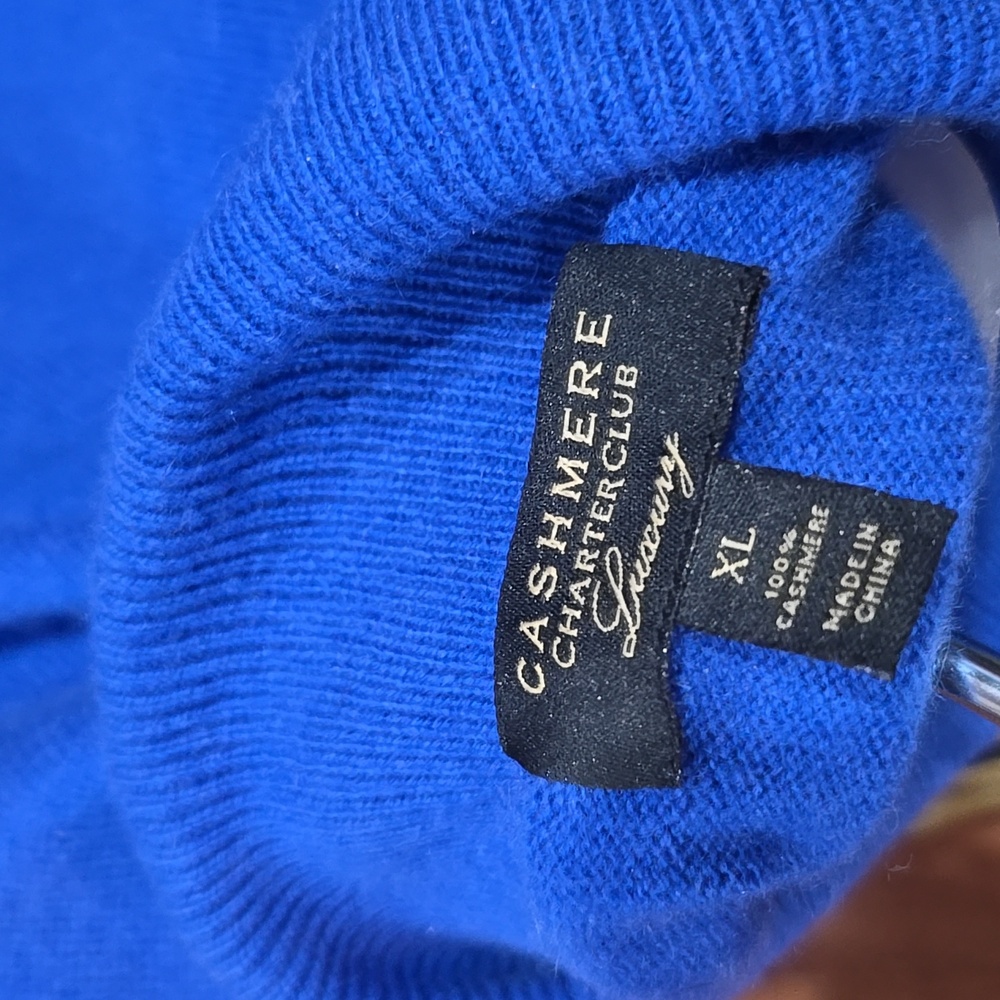 CASHMERE
CHARTER CLUB
Luxury
XL
100%
CASHMERE
MADE IN
CHINA